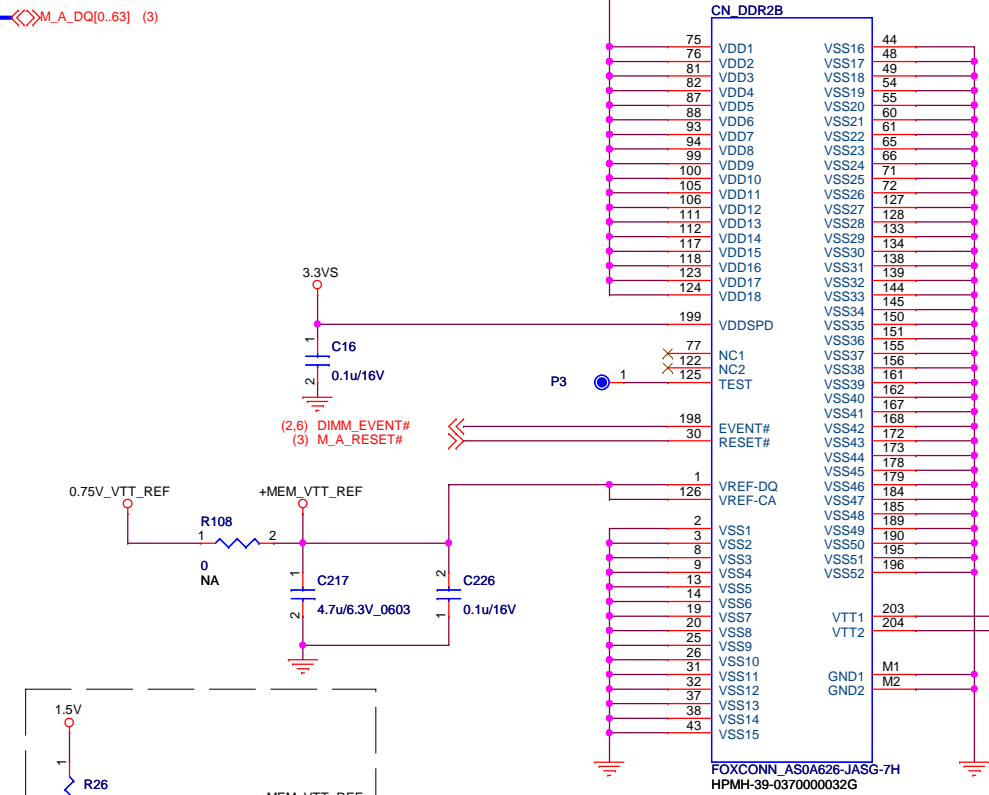 M_A_DQ[0..63] (3)
CN_DDR2B
75 VDD1 VSS16 44
76 VDD2 VSS17 48
81 VDD3 VSS18 49
82 VDD4 VSS19 54
87 VDD5 VSS20 55
88 VDD6 VSS21 60
93 VDD7 VSS22 61
94 VDD8 VSS23 65
99 VDD9 VSS24 66
100 VDD10 VSS25 71
105 VDD11 VSS26 72
106 VDD12 VSS27 127
111 VDD13 VSS28 128
112 VDD14 VSS29 133
117 VDD15 VSS30 134
118 VDD16 VSS31 138
123 VDD17 VSS32 139
124 VDD18 VSS33 144
VSS34 145
199 VDDSPD VSS35 150
VSS36 151
77 NC1 VSS37 155
122 NC2 VSS38 156
125 TEST VSS39 161
VSS40 162
VSS41 167
198 EVENT# VSS42 168
30 RESET# VSS43 172
VSS44 173
VSS45 178
1 VREF-DQ VSS46 179
126 VREF-CA VSS47 184
VSS48 185
2 VSS1 VSS49 189
3 VSS2 VSS50 190
8 VSS3 VSS51 195
9 VSS4 VSS52 196
13 VSS5
14 VSS6
19 VSS7 VTT1 203
20 VSS8 VTT2 204
25 VSS9
26 VSS10
31 VSS11 GND1 M1
32 VSS12 GND2 M2
37 VSS13
38 VSS14
43 VSS15
FOXCONN_AS0A626-JASG-7H
HPMH-39-0370000032G
3.3VS
1
C16
0.1u/16V
2
P3 1
(2,6) DIMM_EVENT#
(3) M_A_RESET#
0.75V_VTT_REF
+MEM_VTT_REF
R108
1 2
0
NA
1
C217
4.7u/6.3V_0603
2
2
C226
0.1u/16V
1
1.5V
1
R26